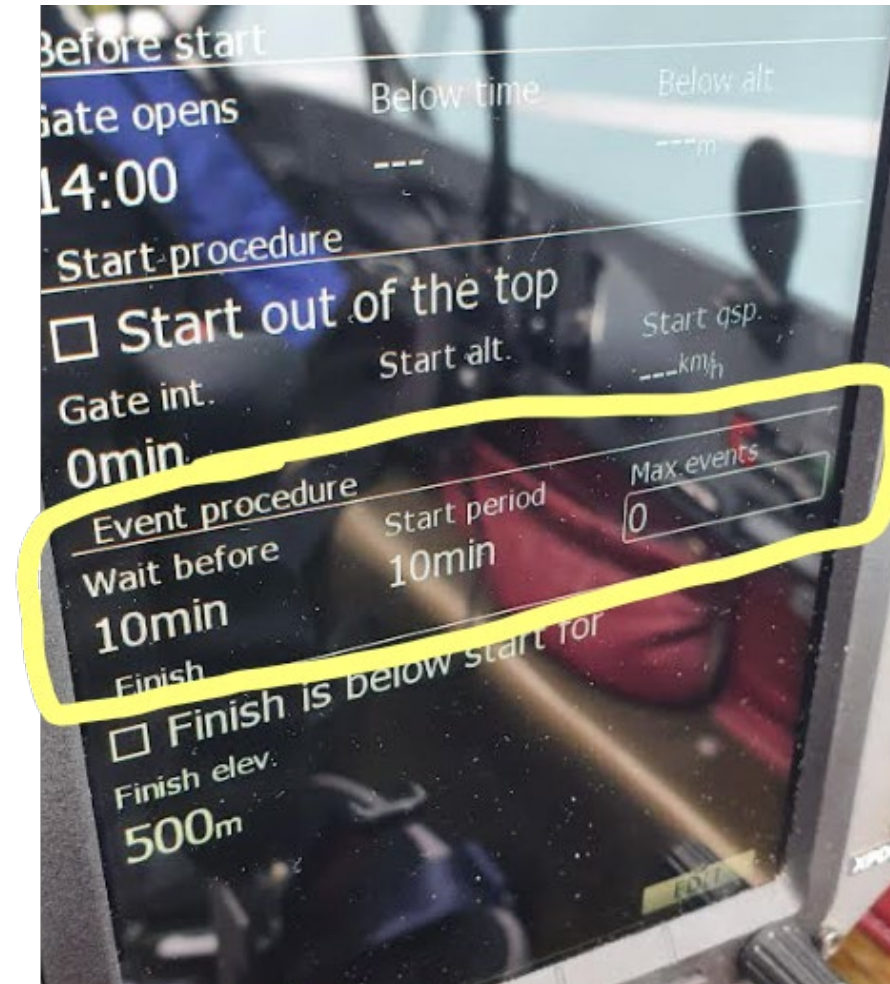 Before start
Gate opens Below time Below alt
14:00 --- ---m
Start procedure
Start out of the top
Gate int. Start alt. Start gsp.
0min ---km/h
Event procedure
Wait before Start period Max.events
10min 10min 0
Finish
Finish is below start for
Finish elev.
500m
EDIT